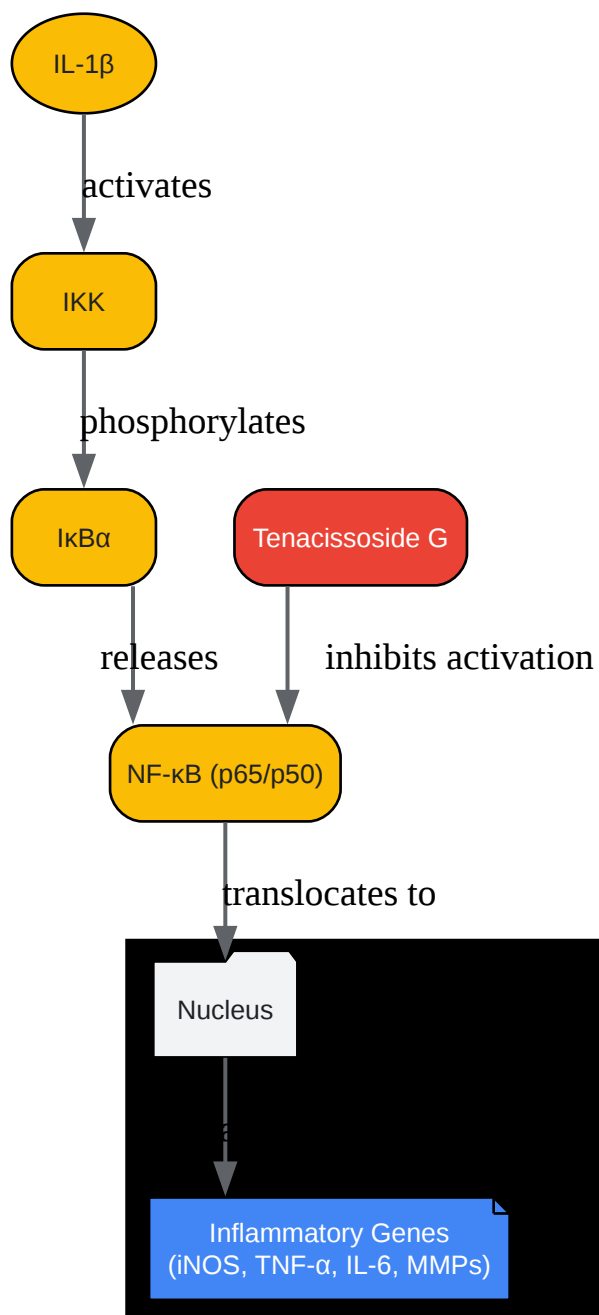 IL-1β
activates
IKK
phosphorylates
IκBα
Tenacissoside G
releases
inhibits activation
NF-κB (p65/p50)
translocates to
Nucleus
Inflammatory Genes
(iNOS, TNF-α, IL-6, MMPs)